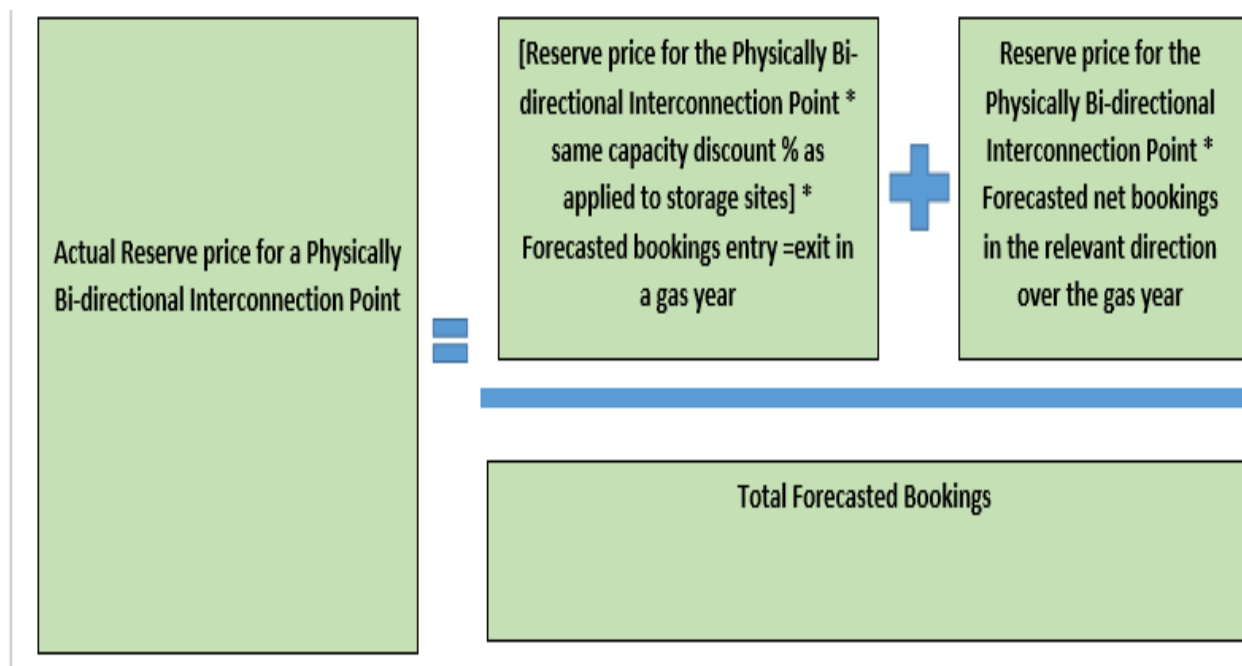 Actual Reserve price for a Physically
Bi-directional Interconnection Point
[Reserve price for the Physically Bi-
directional Interconnection Point *
same capacity discount % as
applied to storage sites] *
Forecasted bookings entry =exit in
a gas year
Reserve price for the
Physically Bi-directional
Interconnection Point *
Forecasted net bookings
in the relevant direction
over the gas year
Total Forecasted Bookings